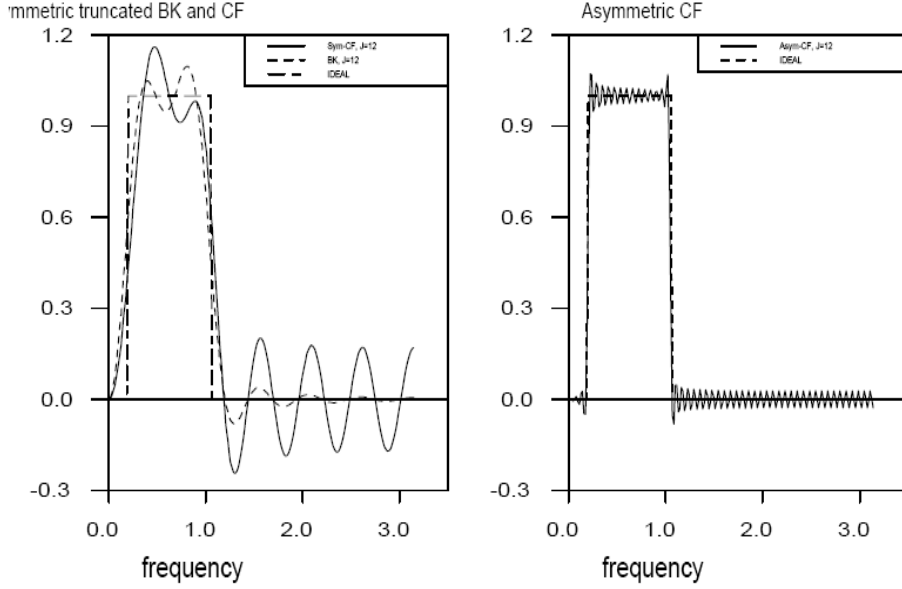 ymmetric truncated BK and CF
1.2
0.9
0.6
0.3
0.0
-0.3
0.0 1.0 2.0 3.0
frequency
Sym-CF, J=12
BK, J=12
IDEAL
Asymmetric CF
1.2
0.9
0.6
0.3
0.0
-0.3
0.0 1.0 2.0 3.0
frequency
Asym-CF, J=12
IDEAL